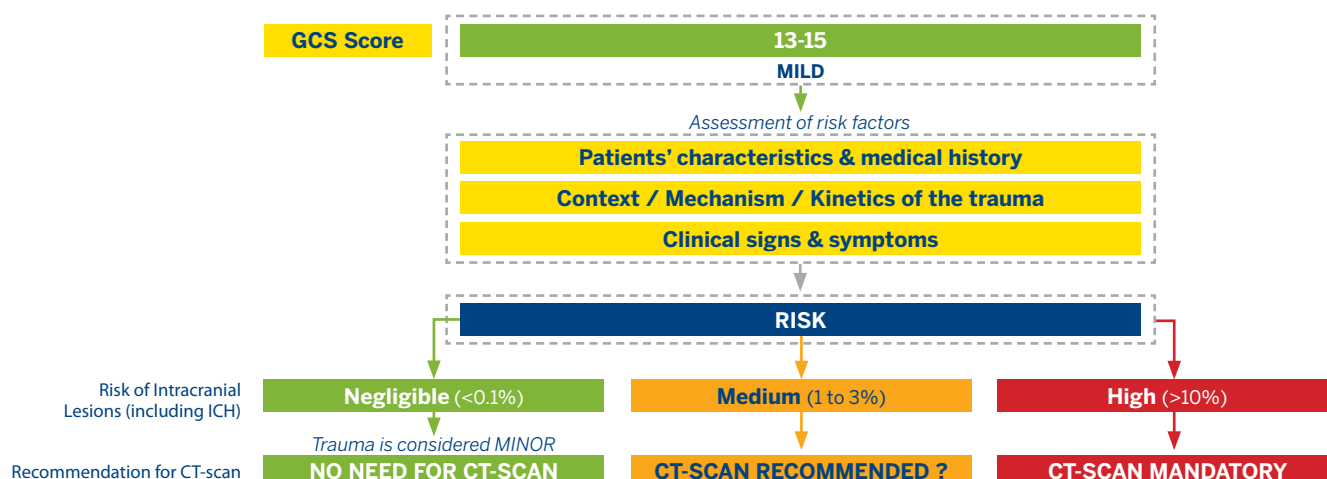 GCS Score
13-15
MILD
Assessment of risk factors
Patients' characteristics & medical history
Context / Mechanism / Kinetics of the trauma
Clinical signs & symptoms
RISK
Risk of Intracranial
Lesions (including ICH)
Negligible (<0.1%)
Medium (1 to 3%)
High (>10%)
Trauma is considered MINOR
Recommendation for CT-scan
NO NEED FOR CT-SCAN
CT-SCAN RECOMMENDED ?
CT-SCAN MANDATORY